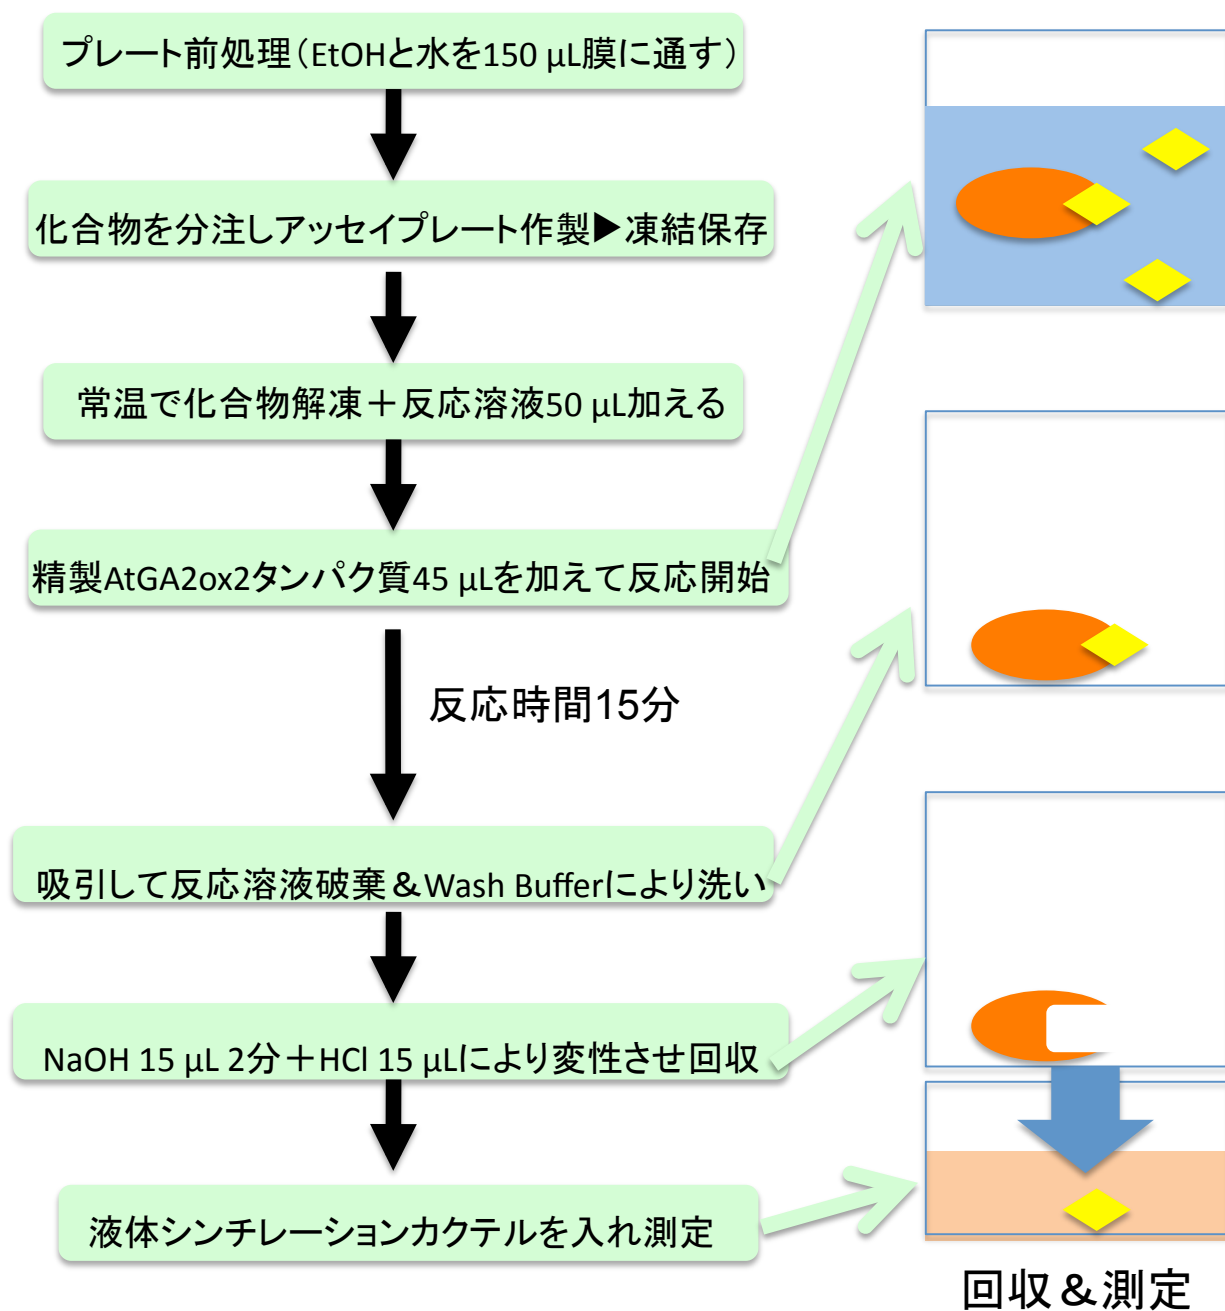 プレート前処理（EtOHと水を150 μL膜に通す）
化合物を分注しアッセイプレート作製▶凍結保存
常温で化合物解凍＋反応溶液50 μL加える
精製AtGA2ox2タンパク質45 μLを加えて反応開始
反応時間15分
吸引して反応溶液破棄＆Wash Bufferにより洗い
NaOH 15 μL 2分＋HCl 15 μLにより変性させ回収
液体シンチレーションカクテルを入れ測定
回収＆測定